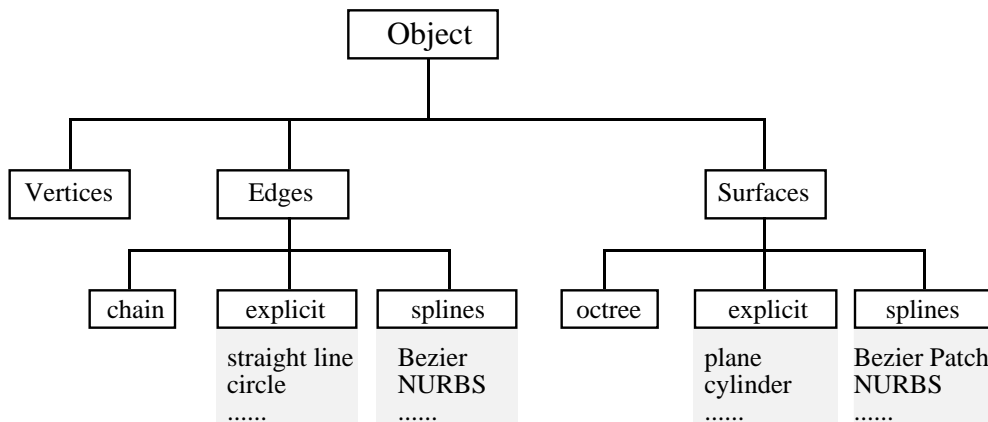 Object
Vertices
Edges
Surfaces
chain
explicit
splines
octree
explicit
splines
straight line
circle
......
Bezier
NURBS
......
plane
cylinder
......
Bezier Patch
NURBS
......